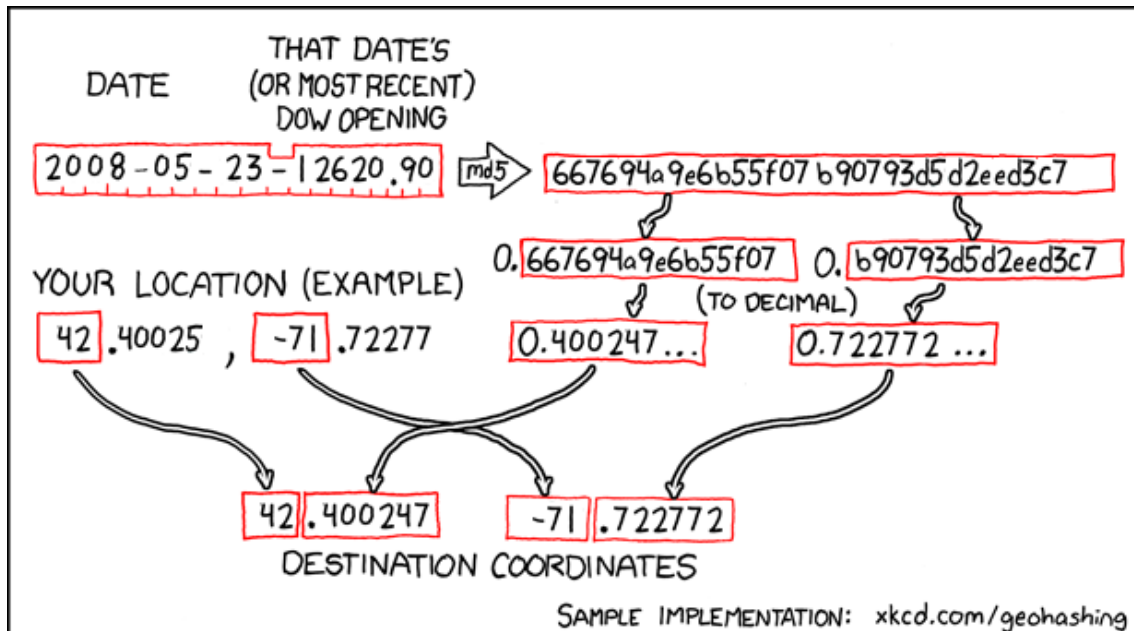 THAT DATE'S
DATE (OR MOST RECENT)
DOW OPENING
2008-05-23-12620.90 md5 667694a9e6b55f07b90793d5d2eed3c7
0.667694a9e6b55f07 0.b90793d5d2eed3c7
YOUR LOCATION (EXAMPLE) (TO DECIMAL)
42.40025, -71.72277 0.400247... 0.722772...
42.400247 -71.722772
DESTINATION COORDINATES
SAMPLE IMPLEMENTATION: xkcd.com/geohashing